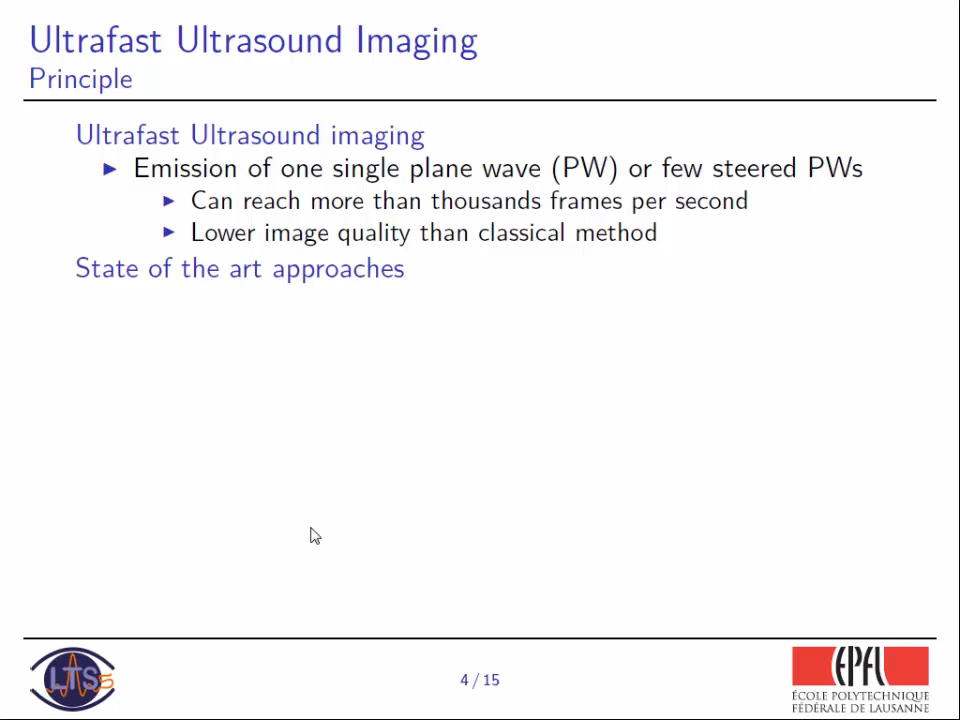 Ultrafast Ultrasound Imaging
Principle
Ultrafast Ultrasound imaging
Emission of one single plane wave (PW) or few steered PWs
Can reach more than thousands frames per second
Lower image quality than classical method
State of the art approaches
LTS5
4 / 15
EPFL
ÉCOLE POLYTECHNIQUE
FÉDÉRALE DE LAUSANNE